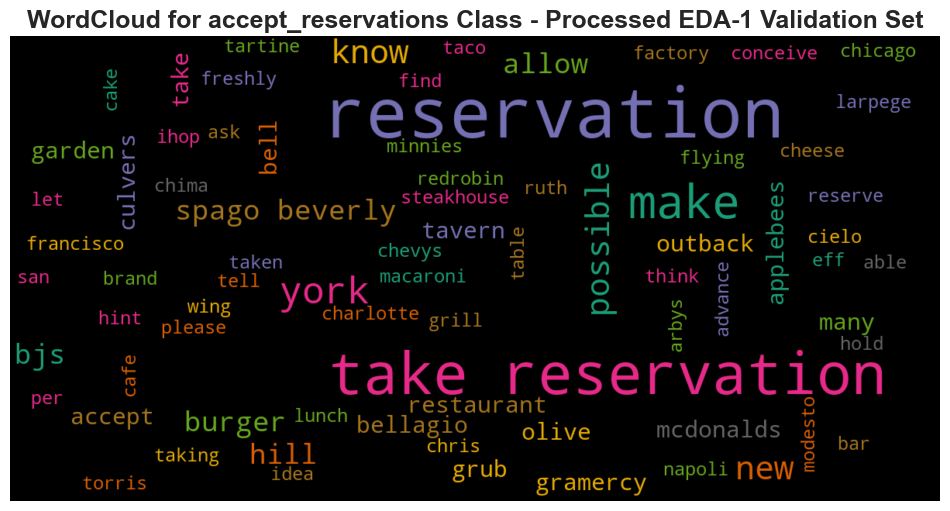 WordCloud for accept_reservations Class - Processed EDA-1 Validation Set
tartine
know
taco
allow
factory
conceive
chicago
cake
take
freshly
find
reservation
larpege
garden
ihop
ask
bell
minnies
flying
cheese
culvers
chima
redrobin
steakhouse
ruth
possible
make
applebees
reserve
let
spago beverly
tavern
table
outback
cielo
francisco
chevys
eff
able
san
brand
taken
tell
macaroni
think
advance
york
wing
hint
please
charlotte
grill
arbys
many
hold
bjs
cafe
take reservation
per
accept
burger
lunch
restaurant
bellagio
olive
mcdonalds
modesto
bar
taking
hill
idea
chris
grub
gramercy
napoli
new
torris